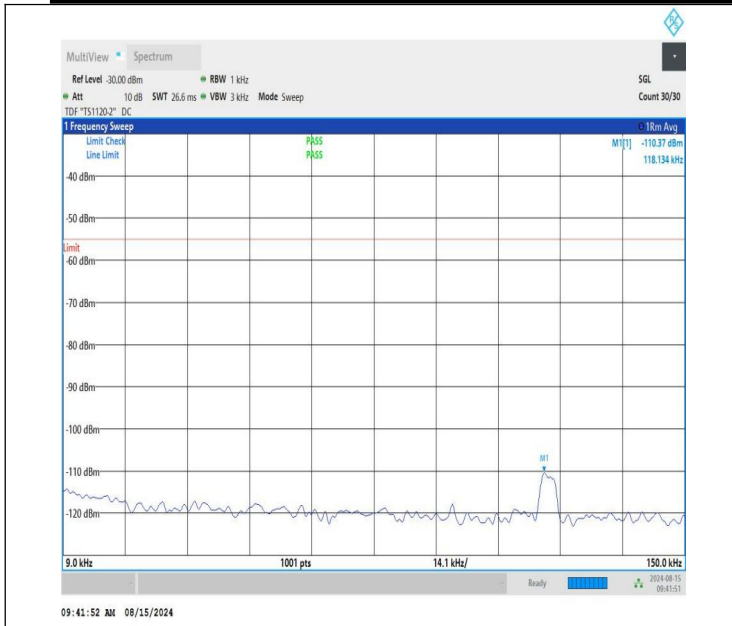 R S
MultiView Spectrum
Ref Level -30.00 dBm RBW 1 kHz SGL
Att 10 dB SWT 26.6 ms VBW 3 kHz Mode Sweep Count 30/30
TDF "TS1120-2" DC
1 Frequency Sweep 1Rm Avg
Limit Check PASS M1[1] -110.37 dBm
Line Limit PASS 118.134 kHz
-40 dBm
-50 dBm
Limit
-60 dBm
-70 dBm
-80 dBm
-90 dBm
-100 dBm
M1
-110 dBm
-120 dBm
9.0 kHz 1001 pts 14.1 kHz/ 150.0 kHz
Ready 2024-08-15
09:41:51
09:41:52 AM 08/15/2024